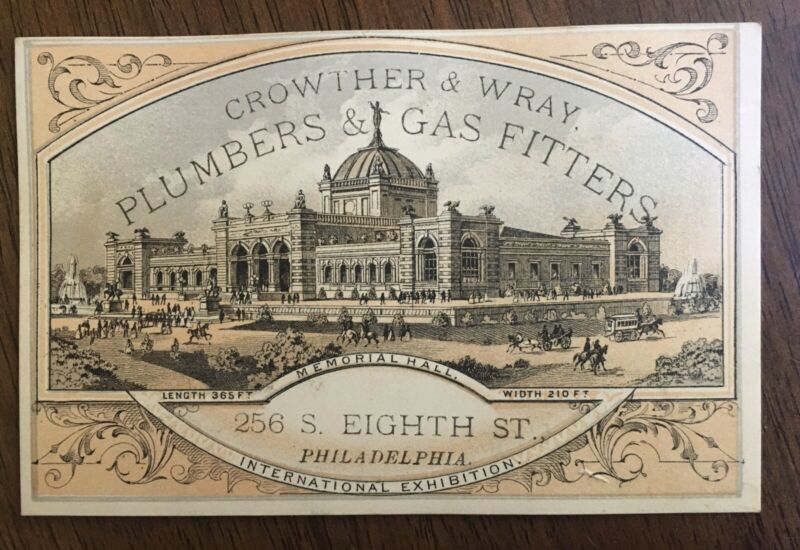 CROWTHER & WRAY,
PLUMBERS & GAS FITTERS
MEMORIAL HALL.
LENGTH 365 FT
WIDTH 210 FT
256 S. EIGHTH ST.,
PHILADELPHIA.
INTERNATIONAL EXHIBITION.